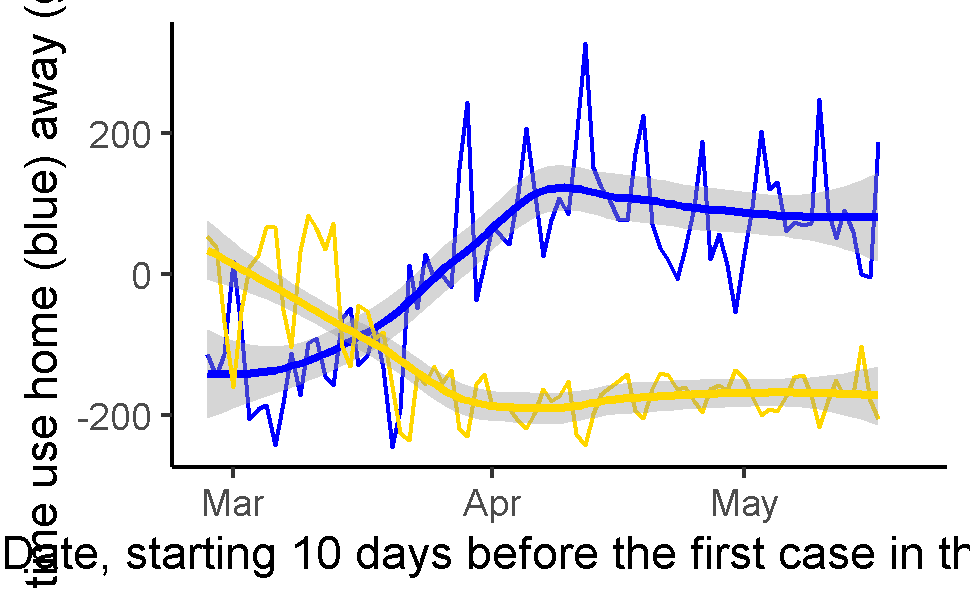 time use home (blue) away (
200
0
-200
Mar Apr May
Date, starting 10 days before the first case in th